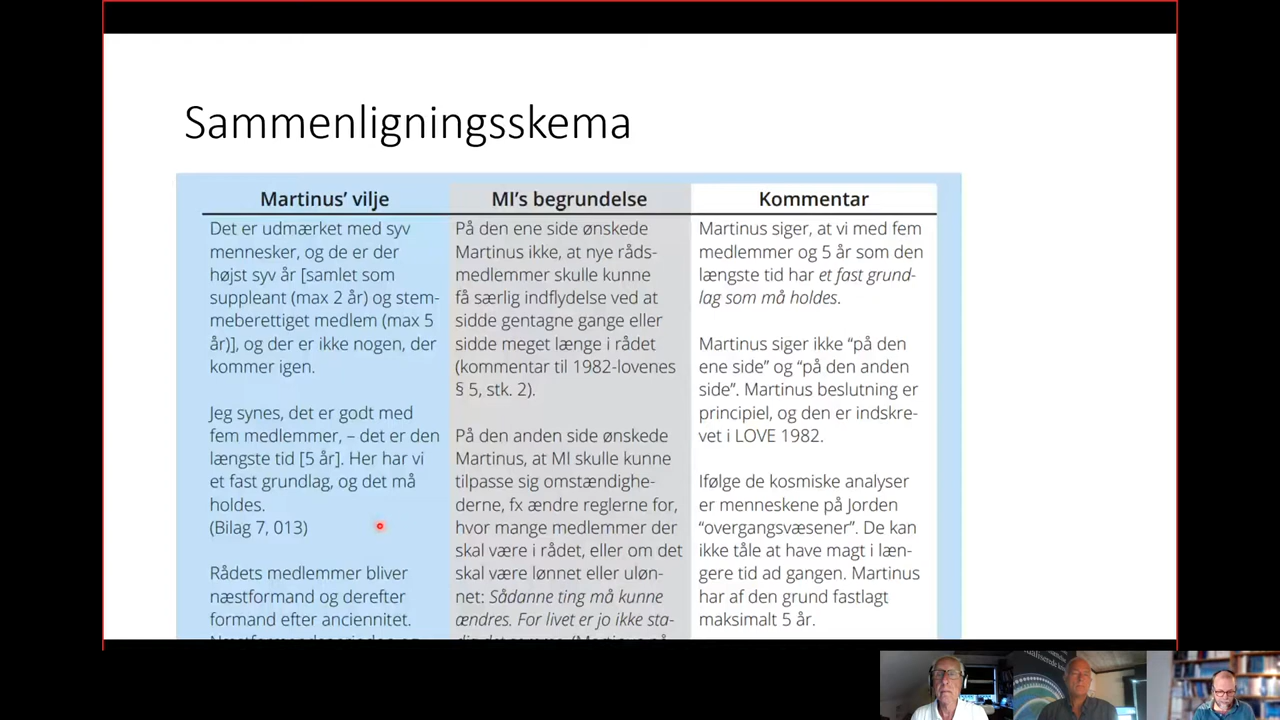 Sammenligningsskema
Martinus’ vilje
Det er udmærket med syv
mennesker, og de er der
højst syv år [samlet som
suppleant (max 2 år) og stem-
meberettiget medlem (max 5
år)], og der er ikke nogen, der
kommer igen.
Jeg synes, det er godt med
fem medlemmer, – det er den
længste tid [5 år]. Her har vi
et fast grundlag, og det må
holdes.
(Bilag 7, 013)
Rådets medlemmer bliver
næstformand og derefter
formand efter anciennitet.
MI’s begrundelse
På den ene side ønskede
Martinus ikke, at nye råds-
medlemmer skulle kunne
få særlig indflydelse ved at
sidde gentagne gange eller
sidde meget længe i rådet
(kommentar til 1982-lovenes
§ 5, stk. 2).
På den anden side ønskede
Martinus, at MI skulle kunne
tilpasse sig omstændighe-
derne, fx ændre reglerne for,
hvor mange medlemmer der
skal være i rådet, eller om det
skal være lønnet eller uløn-
net: Sådanne ting må kunne
ændres. For livet er jo ikke sta-
Kommentar
Martinus siger, at vi med fem
medlemmer og 5 år som den
længste tid har et fast grund-
lag som må holdes.
Martinus siger ikke “på den
ene side” og “på den anden
side”. Martinus beslutning er
principiel, og den er indskre-
vet i LOVE 1982.
Ifølge de kosmiske analyser
er menneskene på Jorden
“overgangsvæsener”. De kan
ikke tåle at have magt i læn-
gere tid ad gangen. Martinus
har af den grund fastlagt
maksimalt 5 år.